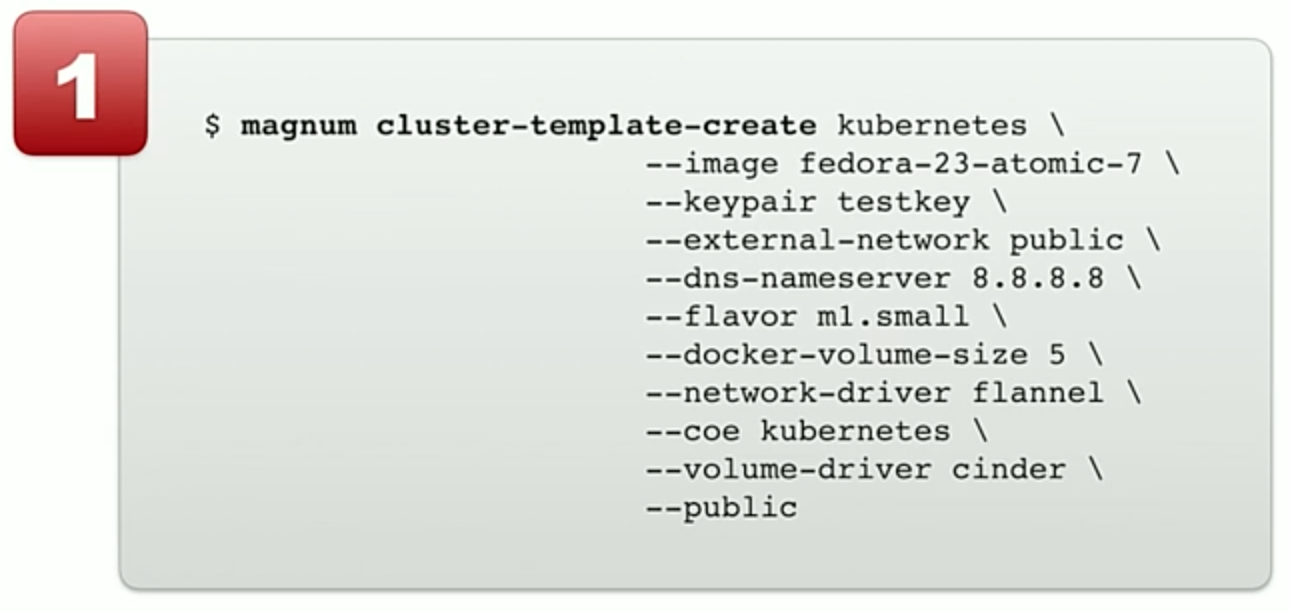 1
$ magnum cluster-template-create kubernetes \
--image fedora-23-atomic-7 \
--keypair testkey \
--external-network public \
--dns-nameserver 8.8.8.8 \
--flavor m1.small \
--docker-volume-size 5 \
--network-driver flannel \
--coe kubernetes \
--volume-driver cinder \
--public